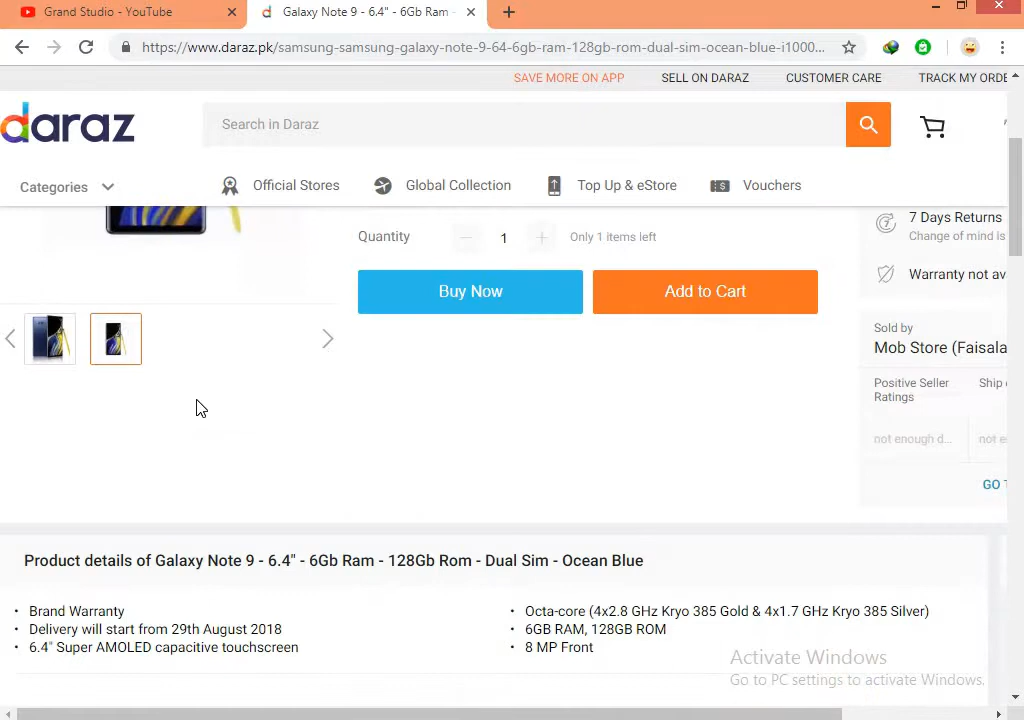 Grand Studio - YouTube
Galaxy Note 9 - 6.4" - 6Gb Ram -
https://www.daraz.pk/samsung-samsung-galaxy-note-9-64-6gb-ram-128gb-rom-dual-sim-ocean-blue-i1000...
SAVE MORE ON APP SELL ON DARAZ CUSTOMER CARE TRACK MY ORDE
daraz
Search in Daraz
Categories Official Stores Global Collection Top Up & eStore Vouchers
Quantity 1 Only 1 items left
Buy Now Add to Cart
7 Days Returns
Change of mind is
Warranty not av
Sold by
Mob Store (Faisala
Positive Seller Ratings Ship
not enough d... not e
GO
Product details of Galaxy Note 9 - 6.4" - 6Gb Ram - 128Gb Rom - Dual Sim - Ocean Blue
• Brand Warranty
• Delivery will start from 29th August 2018
• 6.4" Super AMOLED capacitive touchscreen
• Octa-core (4x2.8 GHz Kryo 385 Gold & 4x1.7 GHz Kryo 385 Silver)
• 6GB RAM, 128GB ROM
• 8 MP Front
Activate Windows
Go to PC settings to activate Windows.